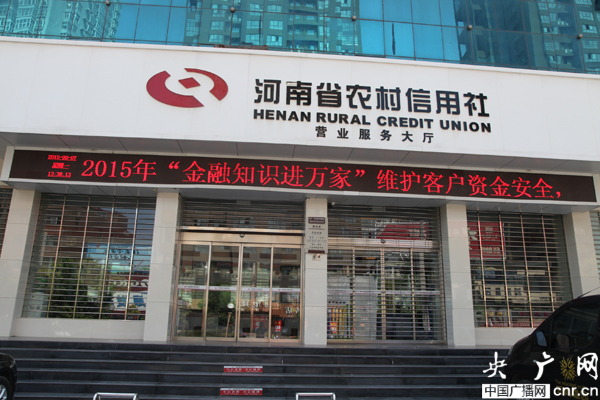 河南省农村信用社
HENAN RURAL CREDIT UNION
营业服务大厅
2015年“金融知识进万家”维护客户资金安全,
央广网
中国广播网 cnr.cn